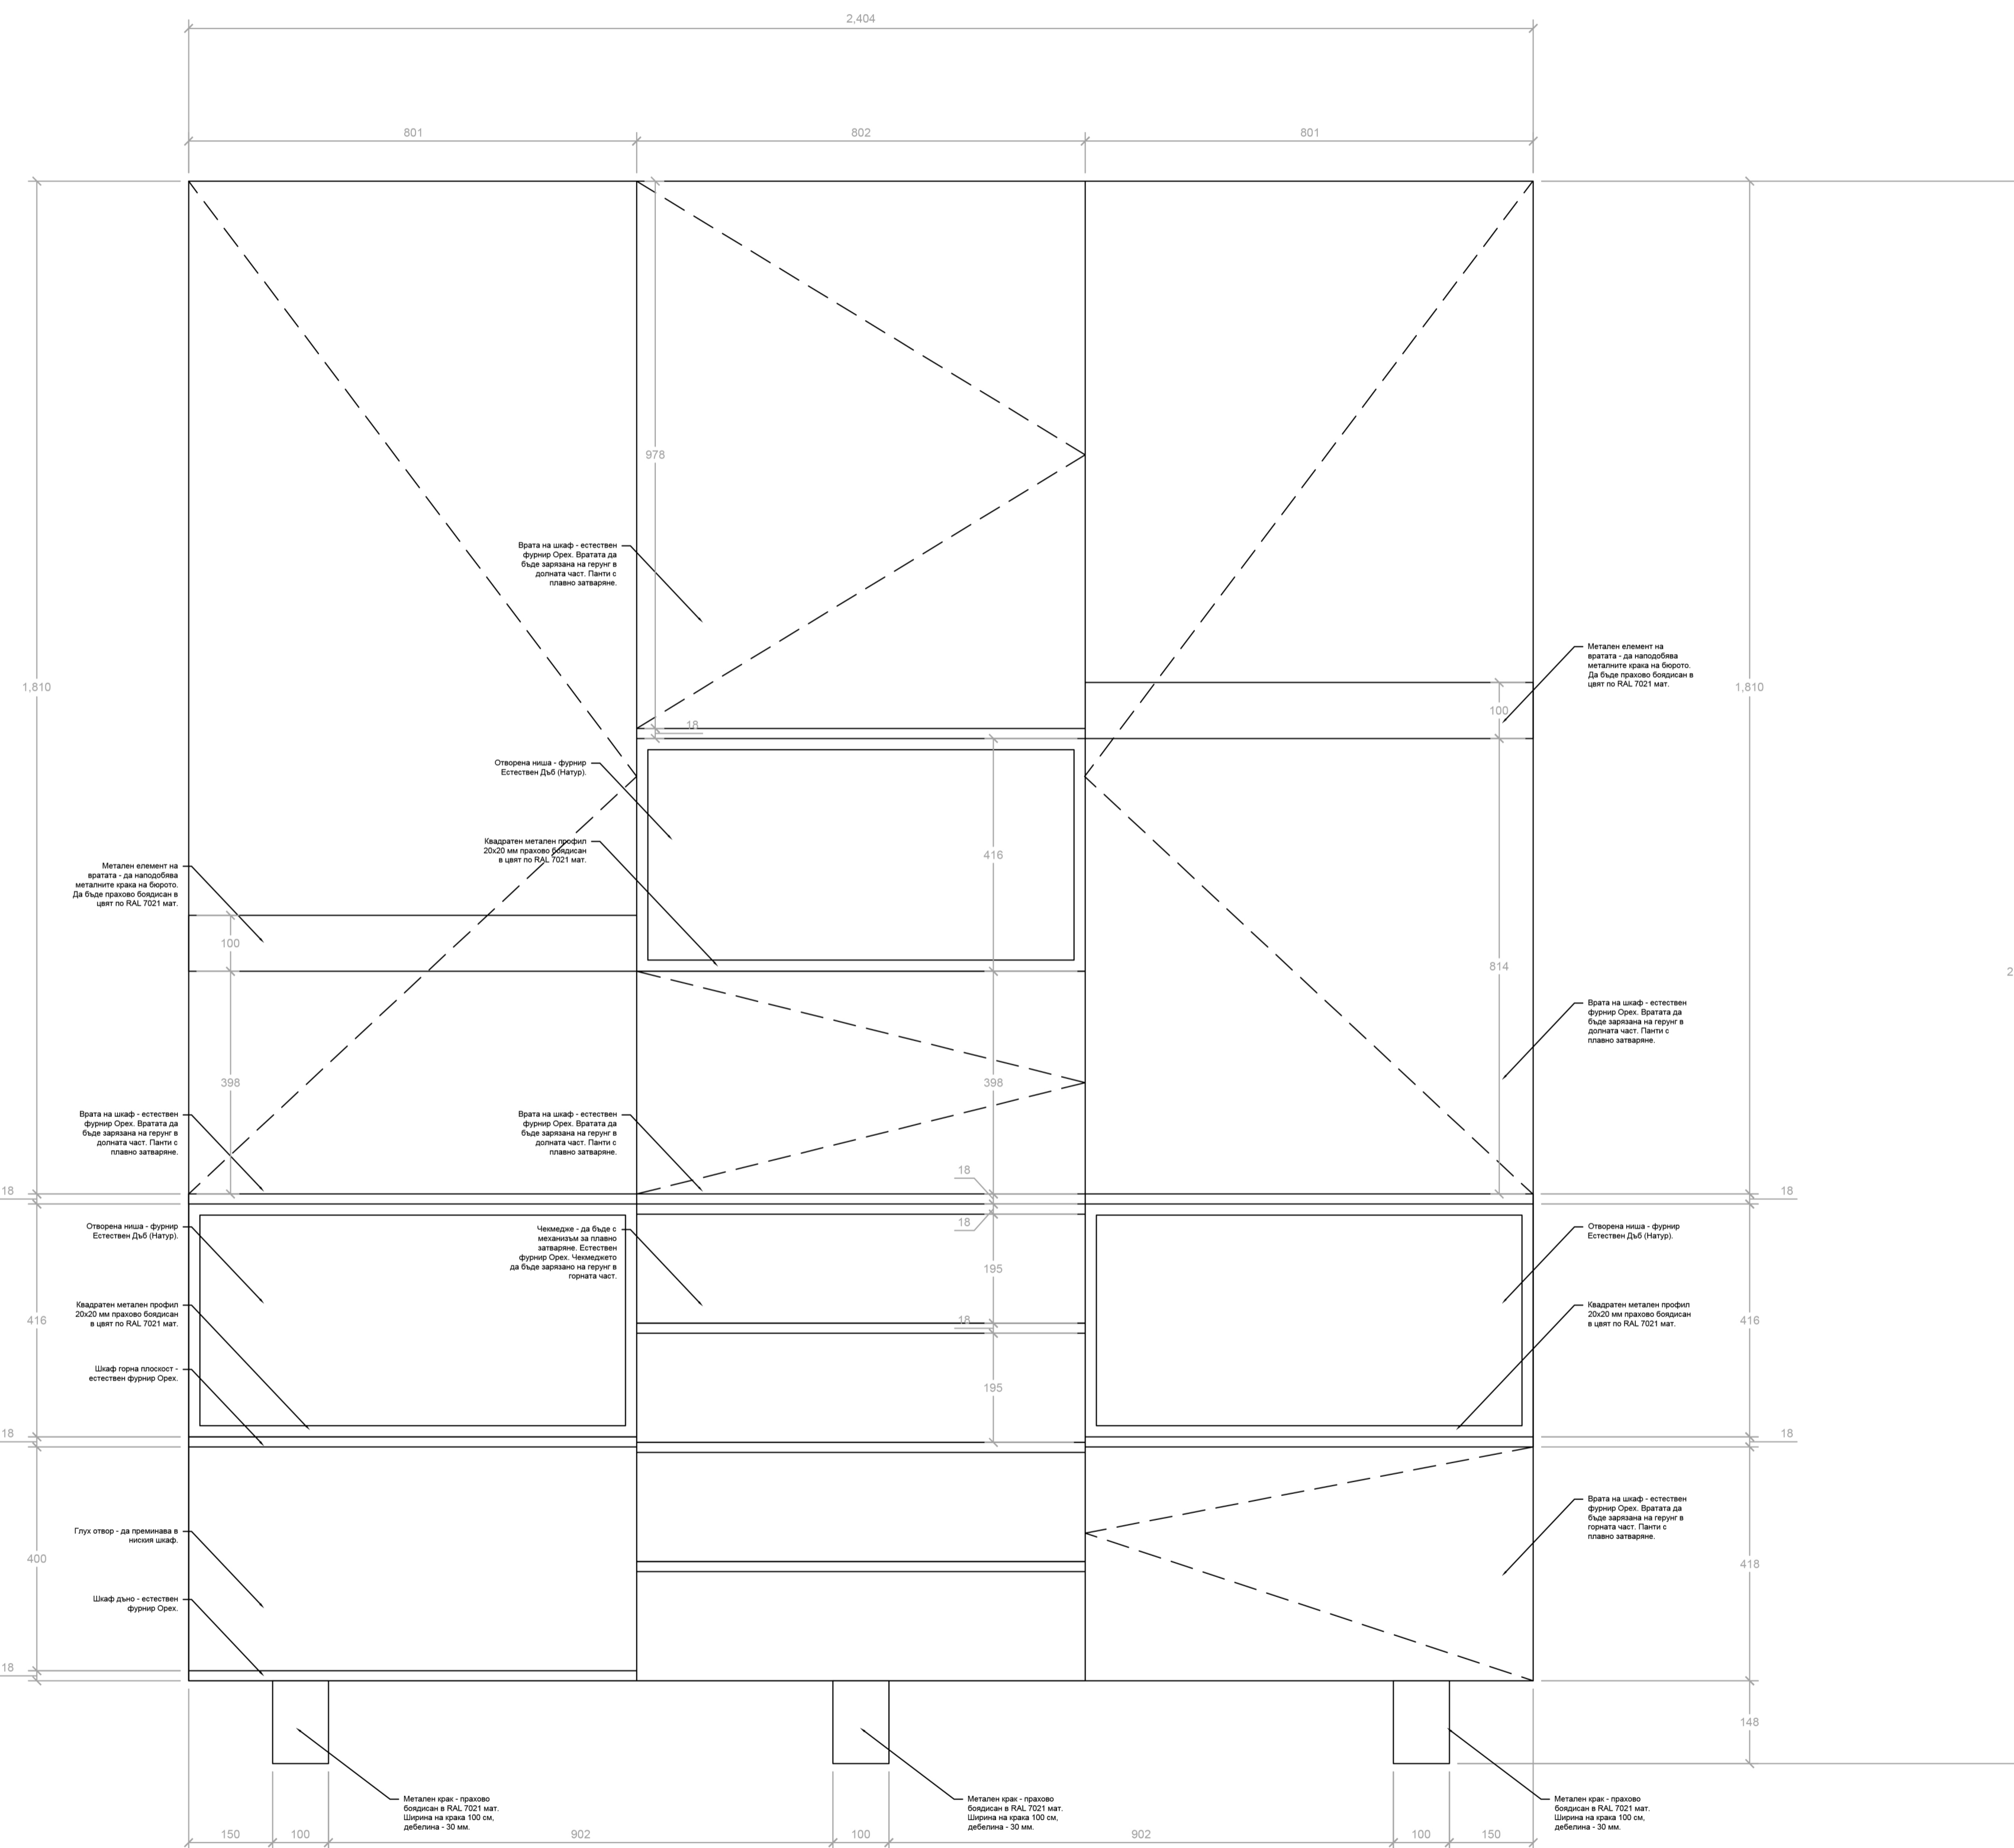 2,404
801
802
801
978
Врата на шкаф - естествен
фурнир Орех. Вратата да
бъде зарязана на герунг в
долната част. Панти с
плавно затваряне.
Метален елемент на
вратата - да наподобява
металните крака на бюрото.
Да бъде прахово боядисан в
цвят по RAL 7021 мат.
1,810
1,810
100
18
Отворена ниша - фурнир
Естествен Дъб (Натур).
Квадратен метален профил
20x20 мм прахово боядисан
в цвят по RAL 7021 мат.
416
Метален елемент на
вратата - да наподобява
металните крака на бюрото.
Да бъде прахово боядисан в
цвят по RAL 7021 мат.
100
814
2
Врата на шкаф - естествен
фурнир Орех. Вратата да
бъде зарязана на герунг в
долната част. Панти с
плавно затваряне.
398
398
Врата на шкаф - естествен
фурнир Орех. Вратата да
бъде зарязана на герунг в
долната част. Панти с
плавно затваряне.
Врата на шкаф - естествен
фурнир Орех. Вратата да
бъде зарязана на герунг в
долната част. Панти с
плавно затваряне.
18
18
18
18
Отворена ниша - фурнир
Естествен Дъб (Натур).
Чекмедже - да бъде с
механизъм за плавно
затваряне. Естествен
фурнир Орех. Чекмеджето
да бъде зарязано на герунг в
горната част.
Отворена ниша - фурнир
Естествен Дъб (Натур).
195
Квадратен метален профил
20x20 мм прахово боядисан
в цвят по RAL 7021 мат.
416
18
416
Квадратен метален профил
20x20 мм прахово боядисан
в цвят по RAL 7021 мат.
Шкаф горна плоскост -
естествен фурнир Орех.
195
18
18
Врата на шкаф - естествен
фурнир Орех. Вратата да
бъде зарязана на герунг в
горната част. Панти с
плавно затваряне.
Глух отвор - да преминава в
ниския шкаф.
400
418
Шкаф дъно - естествен
фурнир Орех.
18
148
Метален крак - прахово
боядисан в RAL 7021 мат.
Ширина на крака 100 см,
дебелина - 30 мм.
Метален крак - прахово
боядисан в RAL 7021 мат.
Ширина на крака 100 см,
дебелина - 30 мм.
Метален крак - прахово
боядисан в RAL 7021 мат.
Ширина на крака 100 см,
дебелина - 30 мм.
150
100
902
100
902
100
150